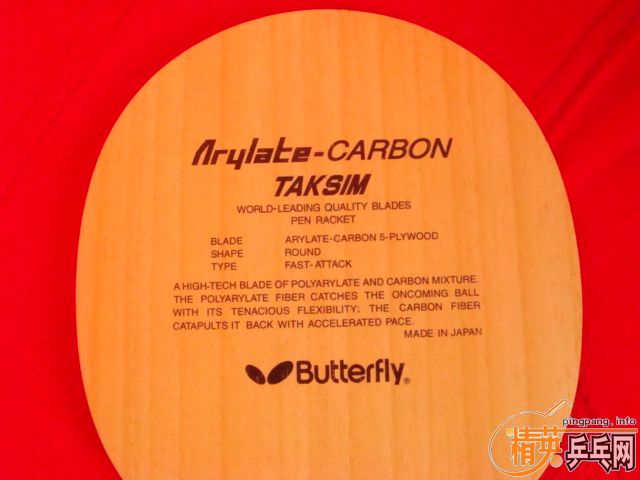 Arylate-CARBON
TAKSIM
WORLD-LEADING QUALITY BLADES
PEN RACKET
BLADE ARYLATE-CARBON 5-PLYWOOD
SHAPE ROUND
TYPE FAST-ATTACK
A HIGH-TECH BLADE OF POLYARYLATE AND CARBON MIXTURE.
THE POLYARYLATE FIBER CATCHES THE ONCOMING BALL
WITH ITS TENACIOUS FLEXIBILITY; THE CARBON FIBER
CATAPULTS IT BACK WITH ACCELERATED PACE.
MADE IN JAPAN
Butterfly®
pingpang.info
精英乒乓网